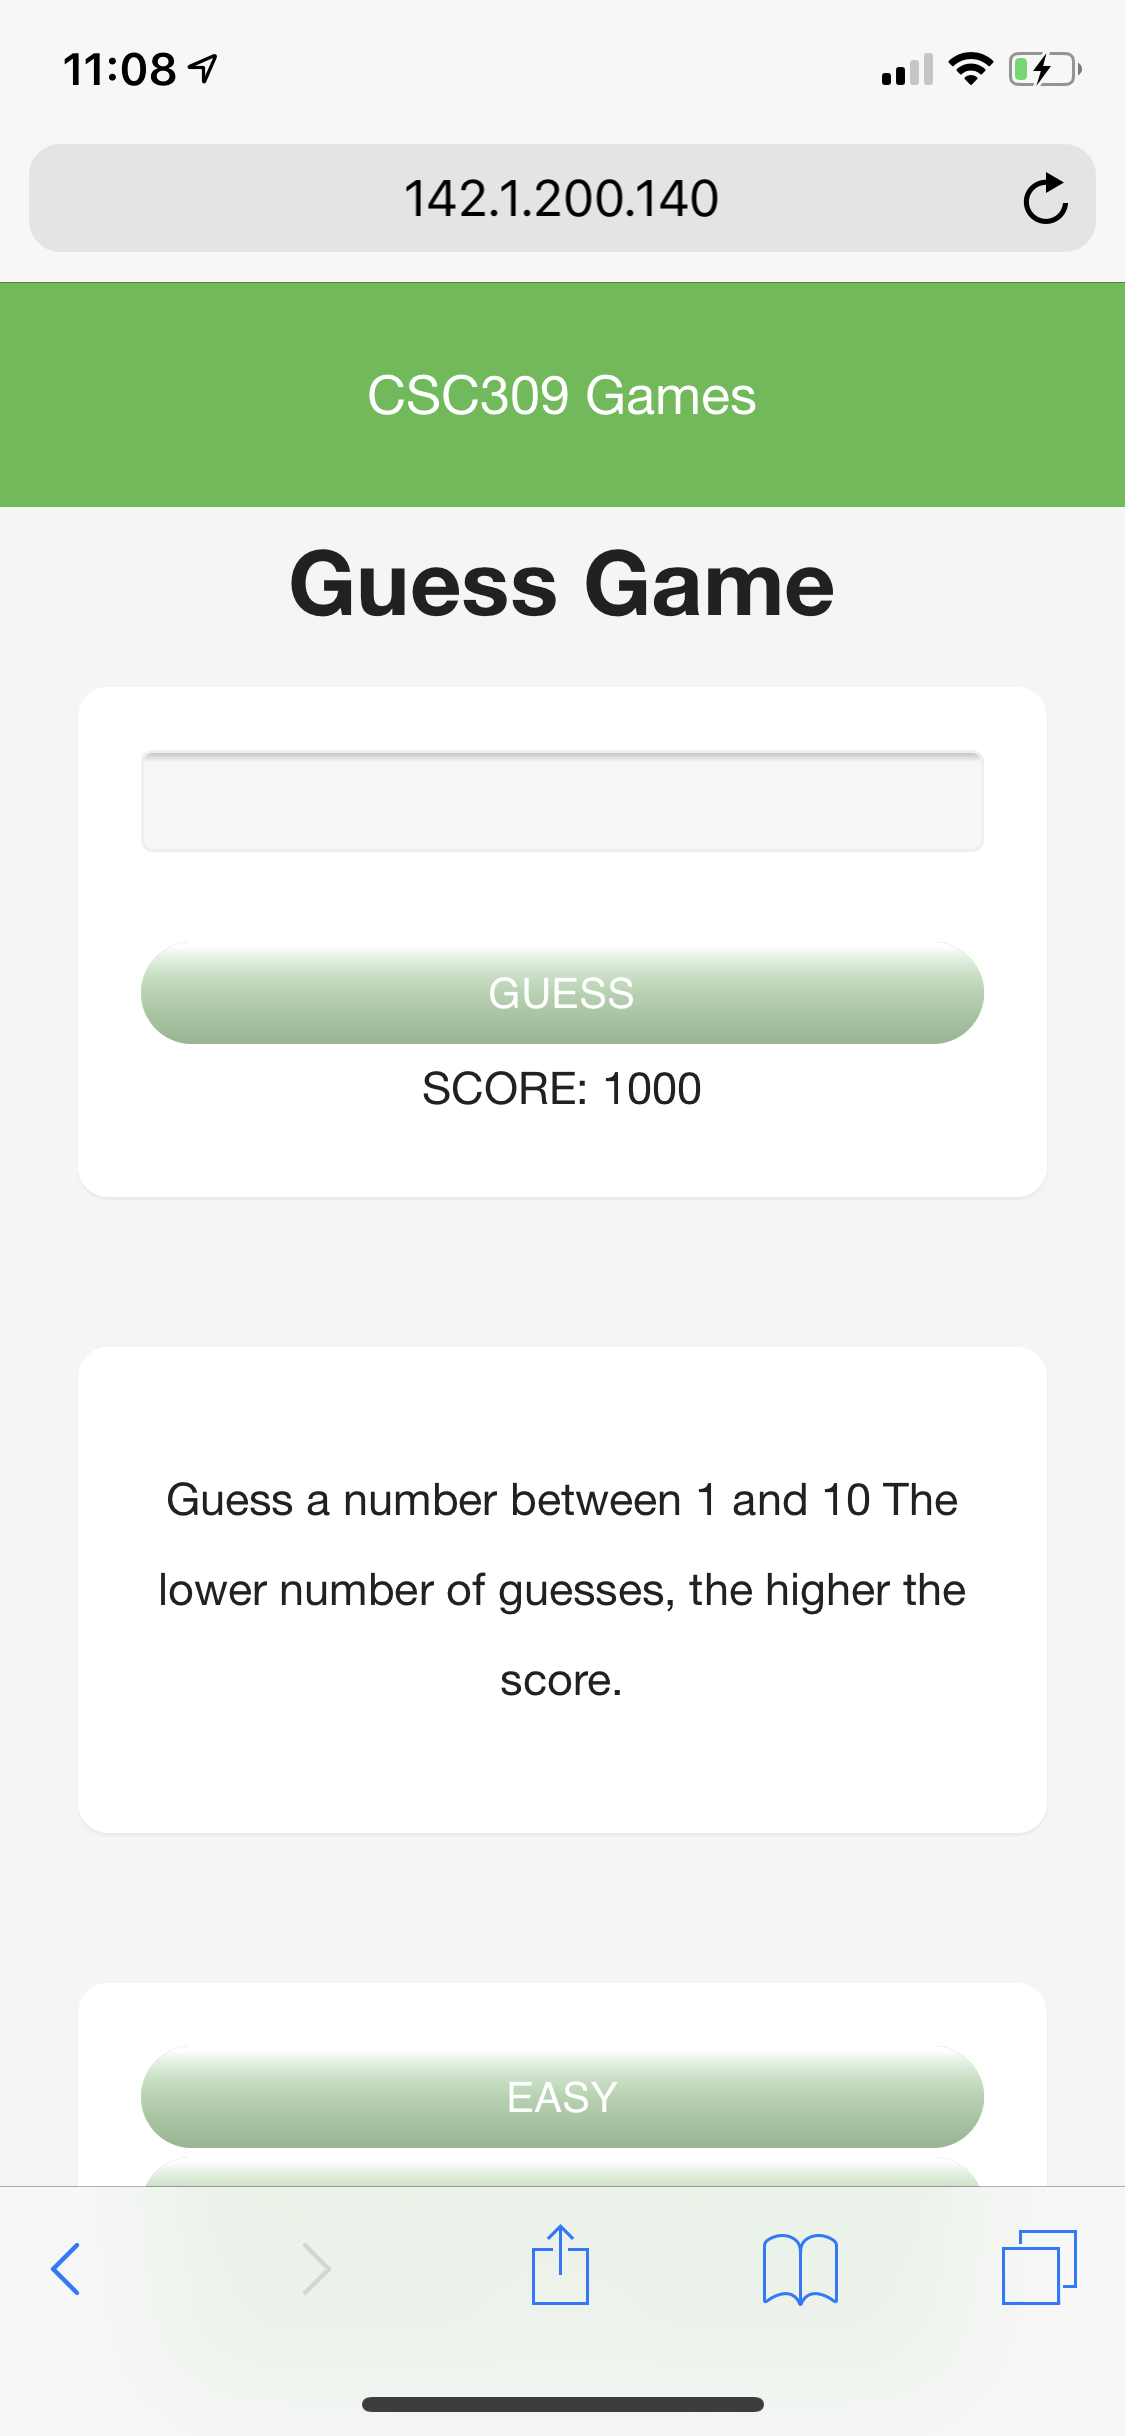 11:08
142.1.200.140
CSC309 Games
Guess Game
GUESS
SCORE: 1000
Guess a number between 1 and 10 The
lower number of guesses, the higher the
score.
EASY